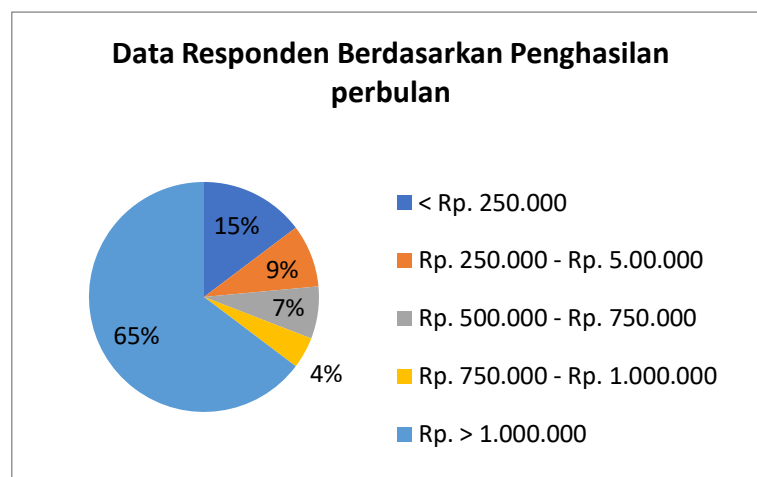 Data Responden Berdasarkan Penghasilan
perbulan
15%
9%
7%
4%
65%
< Rp. 250.000
Rp. 250.000 - Rp. 5.00.000
Rp. 500.000 - Rp. 750.000
Rp. 750.000 - Rp. 1.000.000
Rp. > 1.000.000